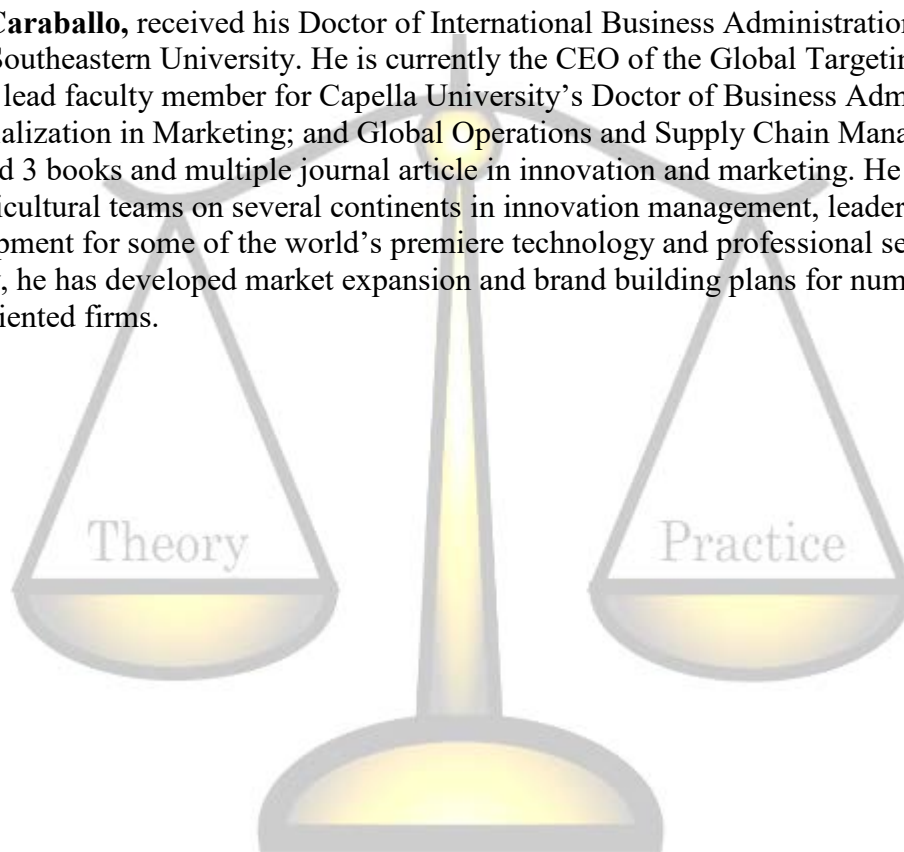 Caraballo, received his Doctor of International Business Administration
Southeastern University. He is currently the CEO of the Global Targetin
lead faculty member for Capella University’s Doctor of Business Adm
alization in Marketing; and Global Operations and Supply Chain Mana
d 3 books and multiple journal article in innovation and marketing. He
icultural teams on several continents in innovation management, leader
pment for some of the world’s premiere technology and professional se
, he has developed market expansion and brand building plans for num
iented firms.
Theory
Practice